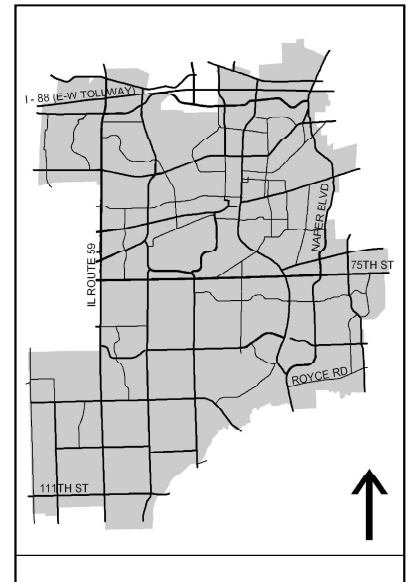 I - 88 (E-W TOLLWAY)
NAPER BLVD
IL ROUTE 59
75TH ST
ROYCE RD
111TH ST